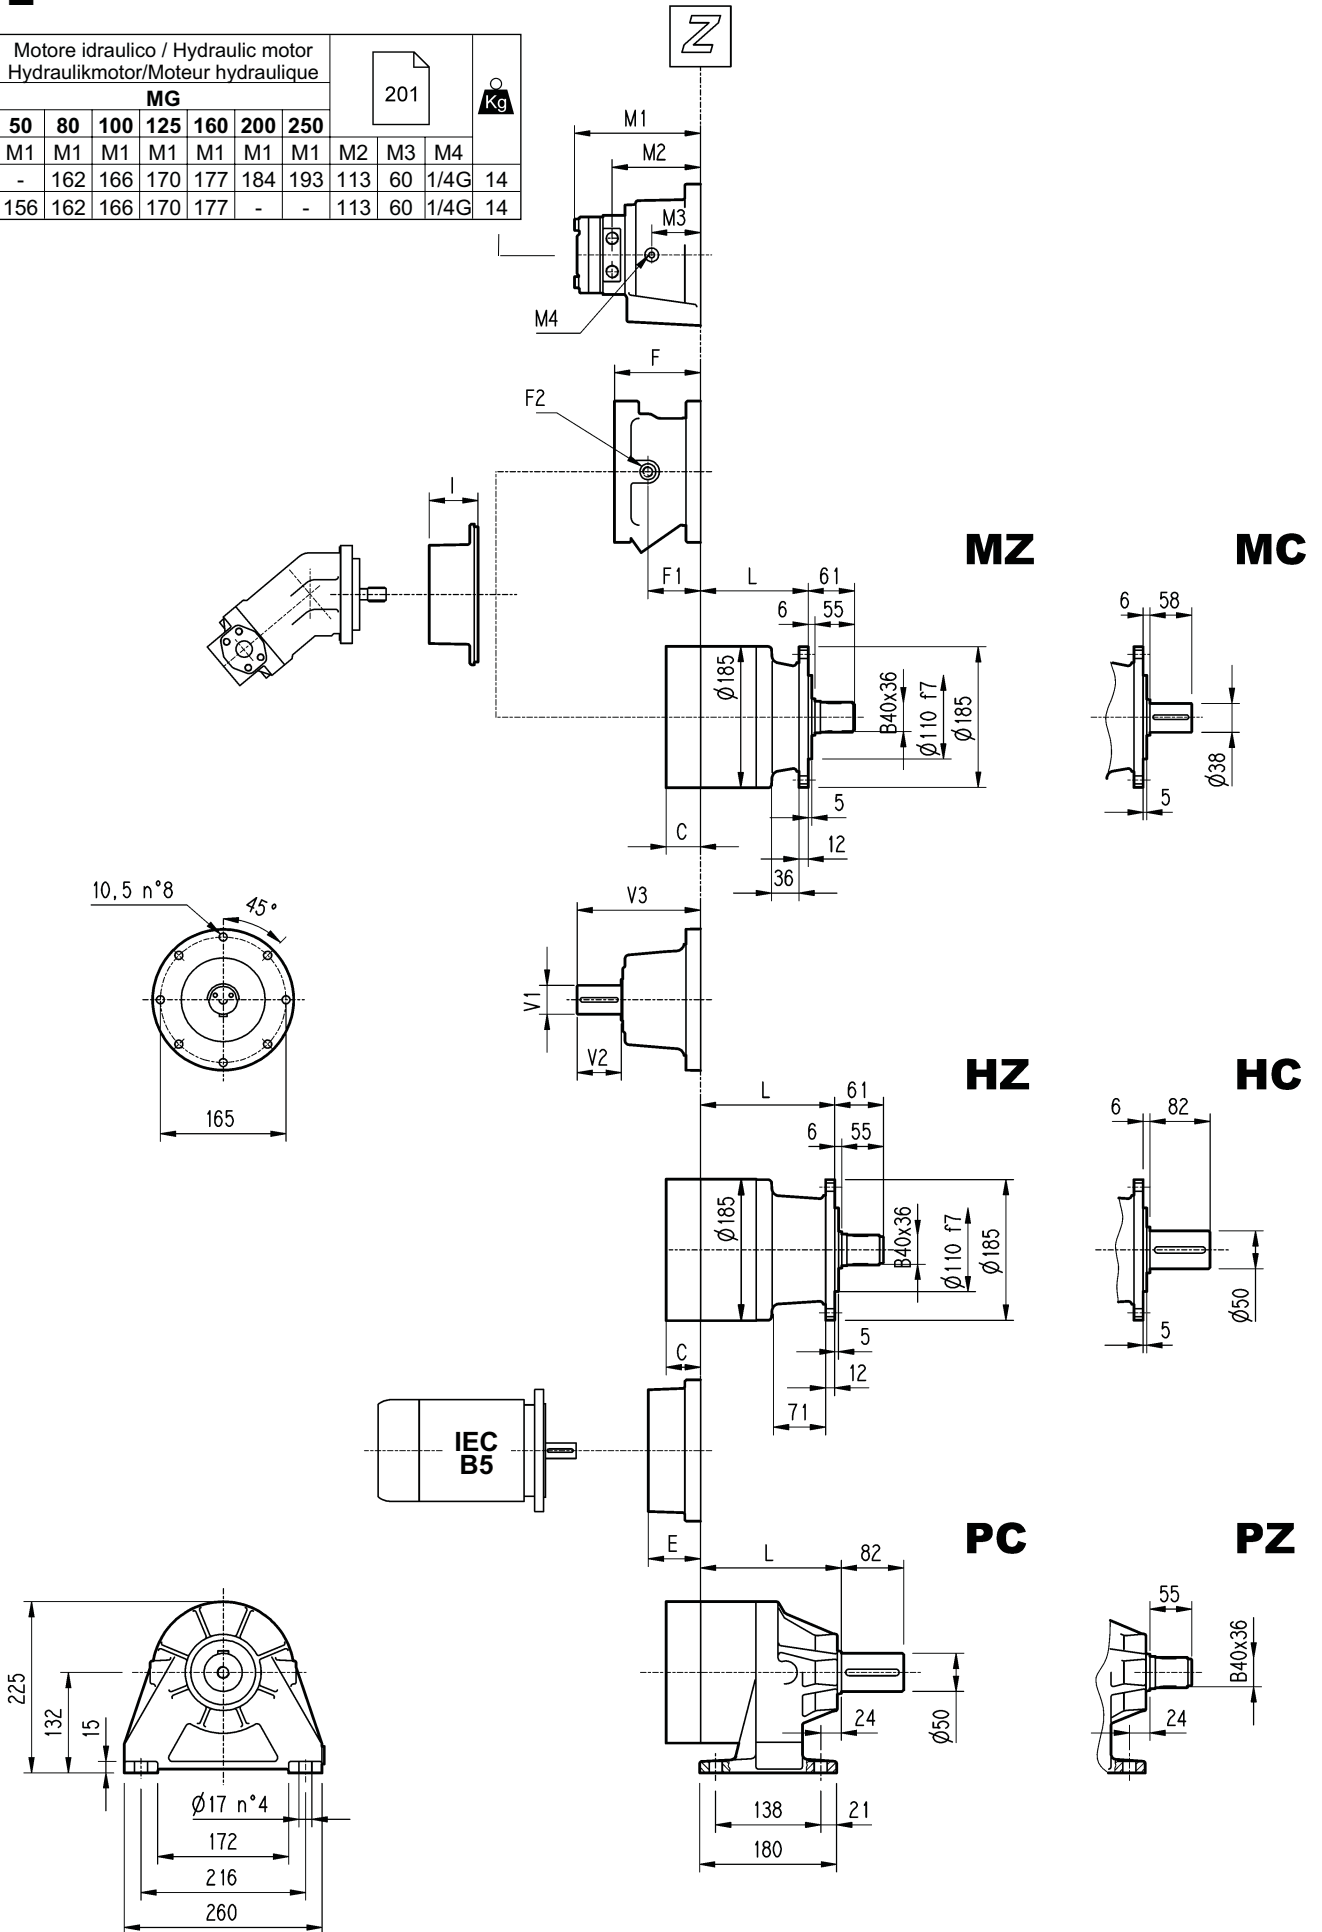 Z
Motore idraulico / Hydraulic motor
Hydraulikmotor/Moteur hydraulique
201
Kg
MG
50 80 100 125 160 200 250
M1 M1 M1 M1 M1 M1 M1 M2 M3 M4
- 162 166 170 177 184 193 113 60 1/4G 14
156 162 166 170 177 - - 113 60 1/4G 14
M1
M2
M3
M4
F
F2
I
F1
MZ
MC
L 61
6 55
Ø185
B40x36
Ø110 f7
Ø185
5
12
C
36
6 58
Ø38
5
10,5 n°8
45°
165
V3
V1
V2
HZ
HC
L 61
6 55
Ø185
B40x36
Ø110 f7
Ø185
5
12
C
71
6 82
Ø50
5
IEC
B5
E
PC
PZ
L 82
24
Ø50
138 21
180
55
B40x36
24
225
132
15
Ø17 n°4
172
216
260